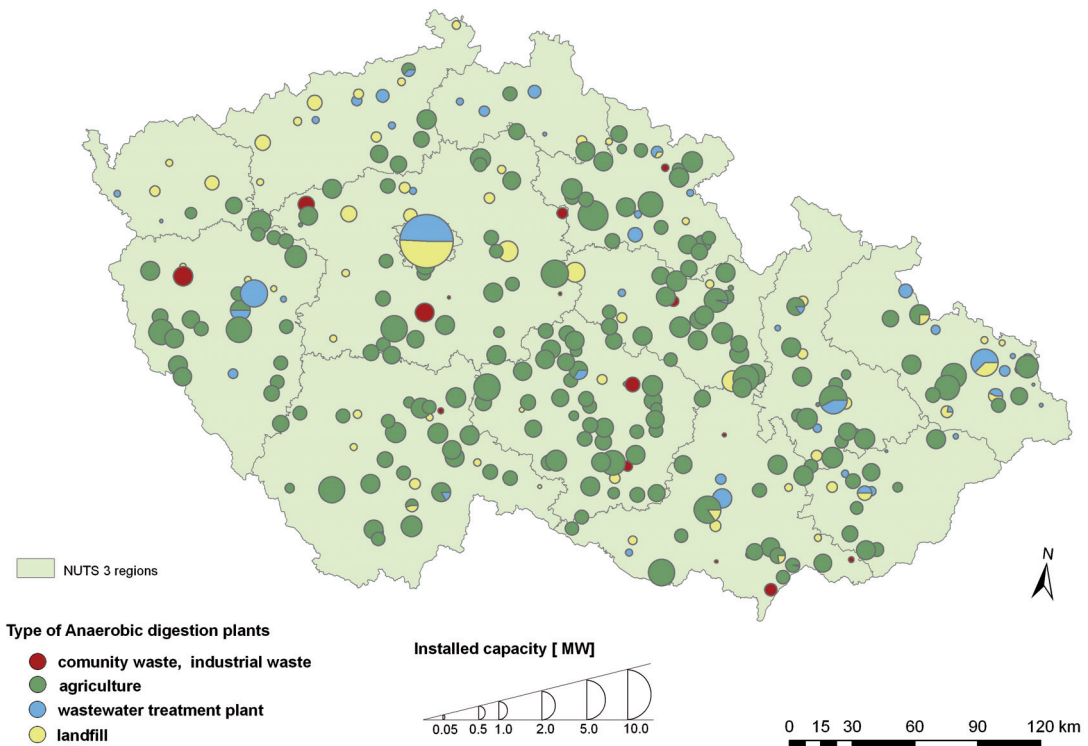 N
NUTS 3 regions
Type of Anaerobic digestion plants
comunity waste, industrial waste
agriculture
wastewater treatment plant
landfill
Installed capacity [ MW]
0.05 0.5 1.0 2.0 5.0 10.0
0 15 30 60 90 120 km